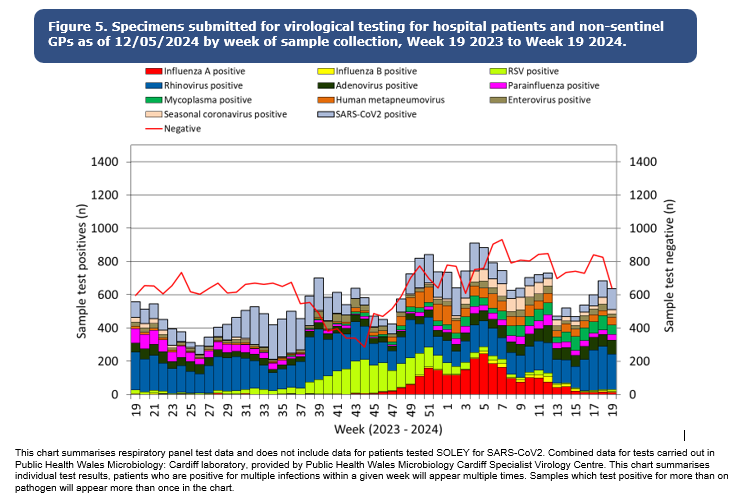 Figure 5. Specimens submitted for virological testing for hospital patients and non-sentinel
GPs as of 12/05/2024 by week of sample collection, Week 19 2023 to Week 19 2024.
Influenza A positive Influenza B positive RSV positive
Rhinovirus positive Adenovirus positive Parainfluenza positive
Mycoplasma positive Human metapneumovirus Enterovirus positive
Seasonal coronavirus positive SARS-CoV2 positive
Negative
1400 1400
1200 1200
1000 1000
800 800
600 600
400 400
200 200
0 0
Sample test positives (n)
Sample test negative (n)
19 21 23 25 27 29 31 33 35 37 39 41 43 45 47 49 51 1 3 5 7 9 11 13 15 17 19
Week (2023 - 2024)
This chart summarises respiratory panel test data and does not include data for patients tested SOLEY for SARS-CoV2. Combined data for tests carried out in
Public Health Wales Microbiology: Cardiff laboratory, provided by Public Health Wales Microbiology Cardiff Specialist Virology Centre. This chart summarises
individual test results, patients who are positive for multiple infections within a given week will appear multiple times. Samples which test positive for more than on
pathogen will appear more than once in the chart.